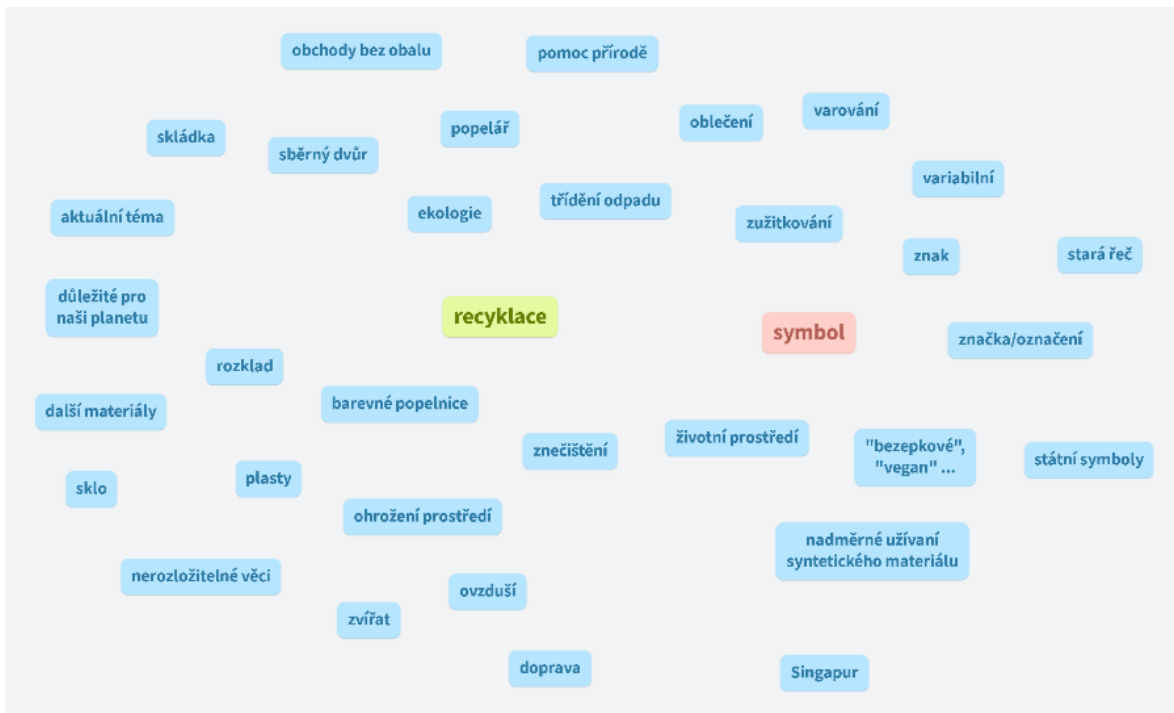 obchody bez obalu
pomoc přírodě
varování
oblečení
popelář
skládka
sběrný dvůr
variabilní
třídění odpadu
ekologie
aktuální téma
zužitkování
znak
stará řeč
důležité pro
naši planetu
recyklace
symbol
značka/označení
rozklad
barevné popelnice
další materiály
životní prostředí
znečištění
"bezepkové",
"vegan" ...
státní symboly
plasty
sklo
ohrožení prostředí
nadměrné užívaní
syntetického materiálu
nerozložitelné věci
ovzduší
zvířat
doprava
Singapur